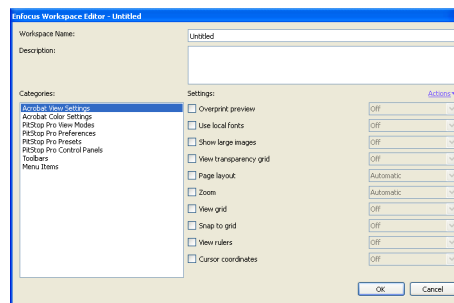 Enfocus Workspace Editor - Untitled
Workspace Name:
Untitled
Description:
Categories:
Settings:
Actions
Acrobat View Settings
Acrobat Color Settings
PitStop Pro View Modes
PitStop Pro Preferences
PitStop Pro Presets
PitStop Pro Control Panels
Toolbars
Menu Items
Overprint preview Off
Use local fonts Off
Show large images Off
View transparency grid Off
Page layout Automatic
Zoom Automatic
View grid Off
Snap to grid Off
View rulers Off
Cursor coordinates Off
OK Cancel